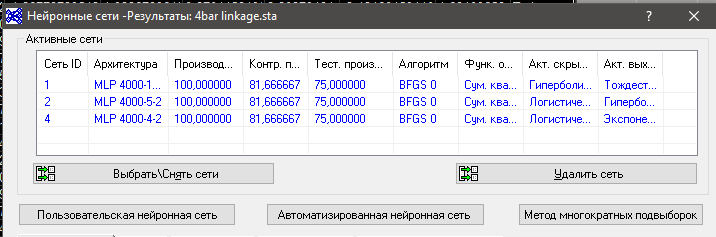 Нейронные сети -Результаты: 4bar linkage.sta
Активные сети
Сеть ID Архитектура Производ... Контр. п... Тест. произ... Алгоритм Функ. о... Акт. скры... Акт. вых...
1 MLP 4000-1... 100,000000 81,666667 75,000000 BFGS 0 Сум. ква... Гиперболи... Тождест...
2 MLP 4000-5-2 100,000000 81,666667 75,000000 BFGS 0 Сум. ква... Логистиче... Гипербо...
4 MLP 4000-4-2 100,000000 81,666667 75,000000 BFGS 0 Сум. ква... Логистиче... Экспоне...
Выбрать\Снять сети Удалить сеть
Пользовательская нейронная сеть Автоматизированная нейронная сеть Метод многократных подвыборок